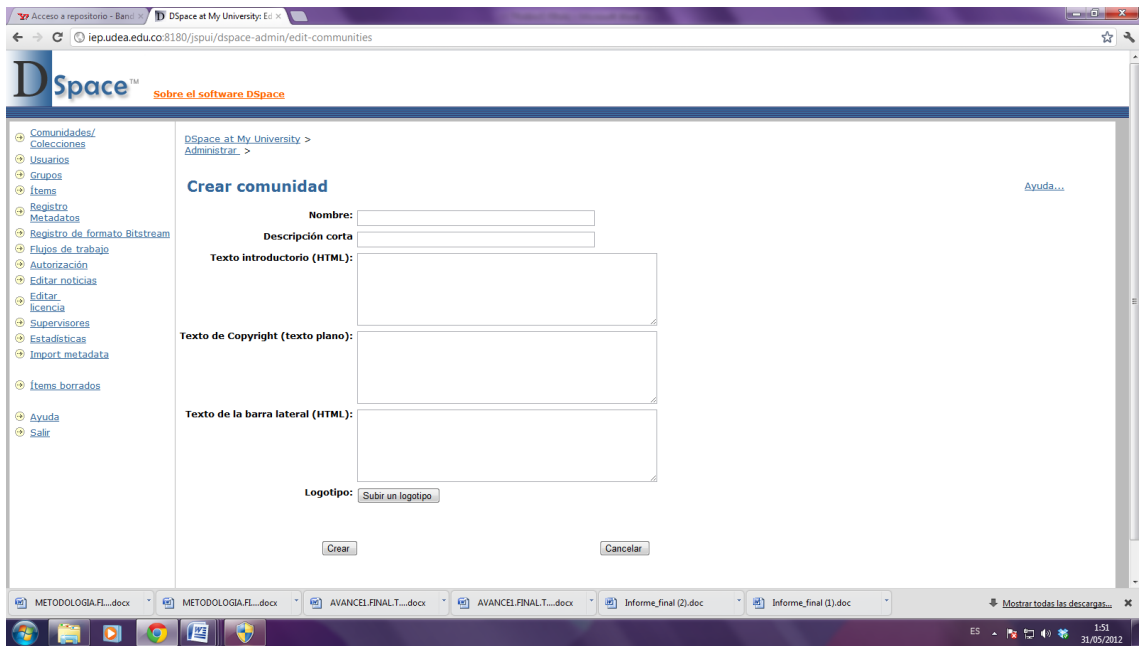 Acceso a repositorio - Band
DSpace at My University: Ed
iep.udea.edu.co:8180/jspui/dspace-admin/edit-communities
DSpace™
Sobre el software DSpace
Comunidades/
Colecciones
Usuarios
Grupos
Ítems
Registro
Metadatos
Registro de formato Bitstream
Flujos de trabajo
Autorización
Editar noticias
Editar
licencia
Supervisores
Estadísticas
Import metadata
Ítems borrados
Ayuda
Salir
DSpace at My University >
Administrar >
Crear comunidad
Ayuda...
Nombre:
Descripción corta
Texto introductorio (HTML):
Texto de Copyright (texto plano):
Texto de la barra lateral (HTML):
Logotipo: Subir un logotipo
Crear Cancelar
METODOLOGIA.FI....docx METODOLOGIA.FI....docx AVANCE1.FINAL.T....docx AVANCE1.FINAL.T....docx Informe_final (2).doc Informe_final (1).doc Mostrar todas las descargas...
ES 1:51
31/05/2012